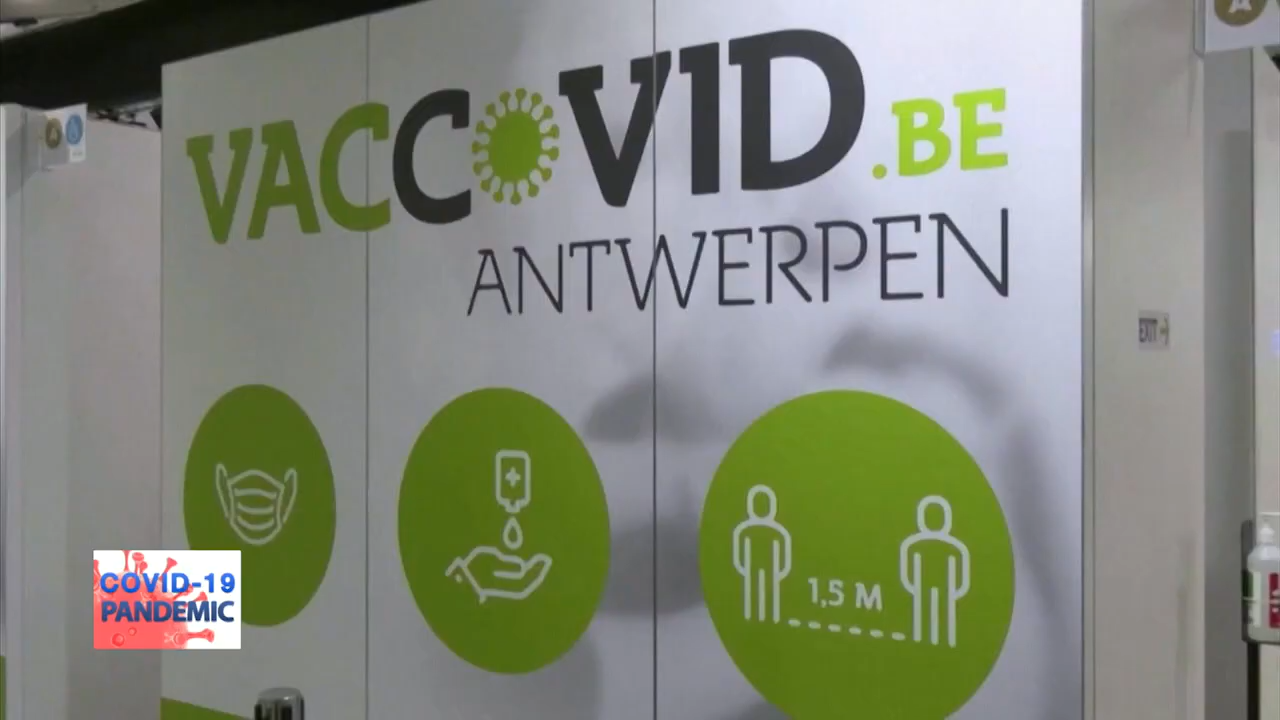 VACCOVID.BE
ANTWERPEN
EXIT
1,5 M
COVID-19
PANDEMIC